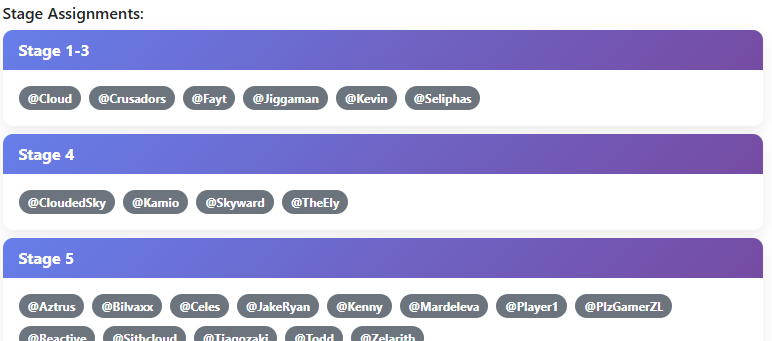 Stage Assignments:
Stage 1-3
@Cloud @Crusadors @Fayt @Jiggaman @Kevin @Seliphas
Stage 4
@CloudedSky @Kamio @Skyward @TheEly
Stage 5
@Aztrus @Bilvaxx @Celes @JakeRyan @Kenny @Mardeleva @Player1 @PlzGamerZL
@Reactive @Sithcloud @Tiagozaki @Todd @Zelarith